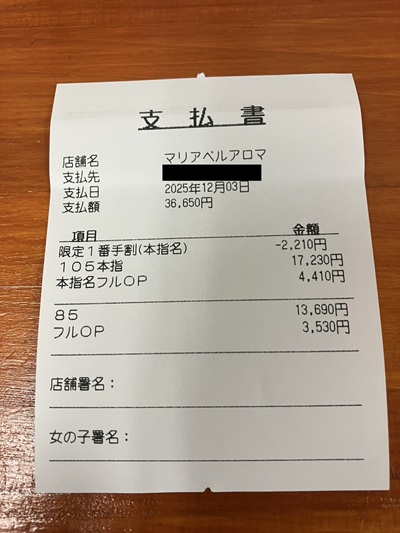 支払書
店舗名 マリアベルアロマ
支払先
支払日 2025年12月03日
支払額 36,650円
項目 金額
限定1番手割(本指名) -2,210円
105本指 17,230円
本指名フルOP 4,410円
85 13,690円
フルOP 3,530円
店舗署名：
女の子署名：